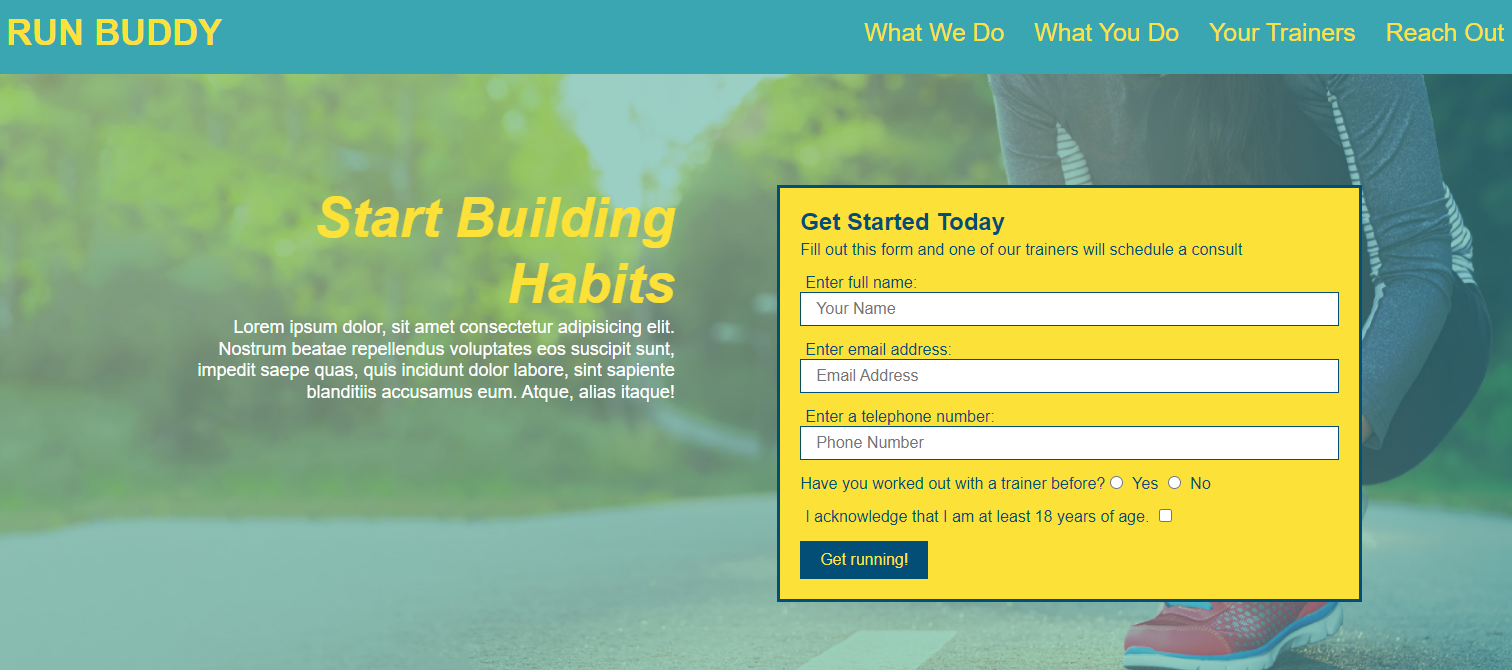 RUN BUDDY
What We Do What You Do Your Trainers Reach Out
Start Building
Habits
Lorem ipsum dolor, sit amet consectetur adipisicing elit.
Nostrum beatae repellendus voluptates eos suscipit sunt,
impedit saepe quas, quis incidunt dolor labore, sint sapiente
blanditiis accusamus eum. Atque, alias itaque!
Get Started Today
Fill out this form and one of our trainers will schedule a consult
Enter full name:
Your Name
Enter email address:
Email Address
Enter a telephone number:
Phone Number
Have you worked out with a trainer before? Yes No
I acknowledge that I am at least 18 years of age.
Get running!